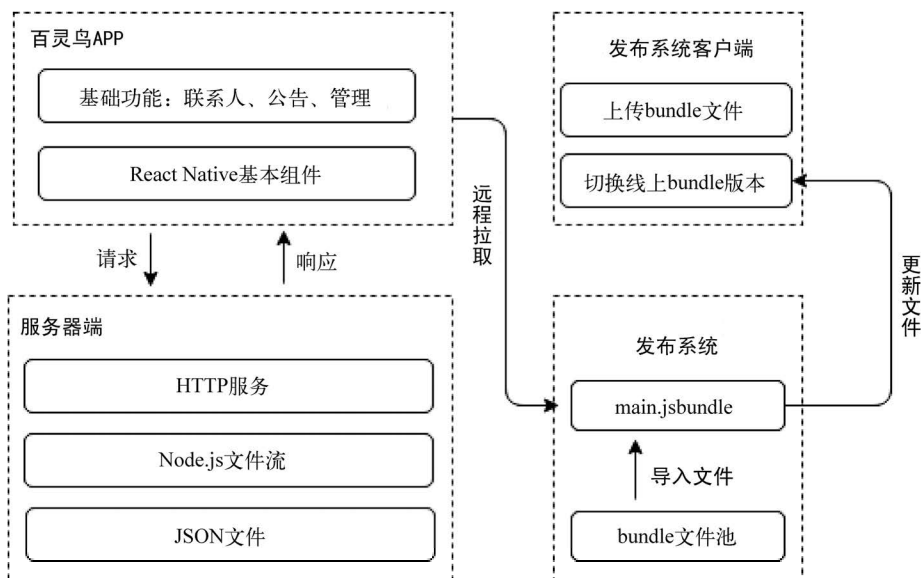 百灵鸟APP
基础功能：联系人、公告、管理
React Native基本组件
请求
响应
服务器端
HTTP服务
Node.js文件流
JSON文件
远程拉取
发布系统客户端
上传bundle文件
切换线上bundle版本
更新文件
发布系统
main.jsbundle
导入文件
bundle文件池